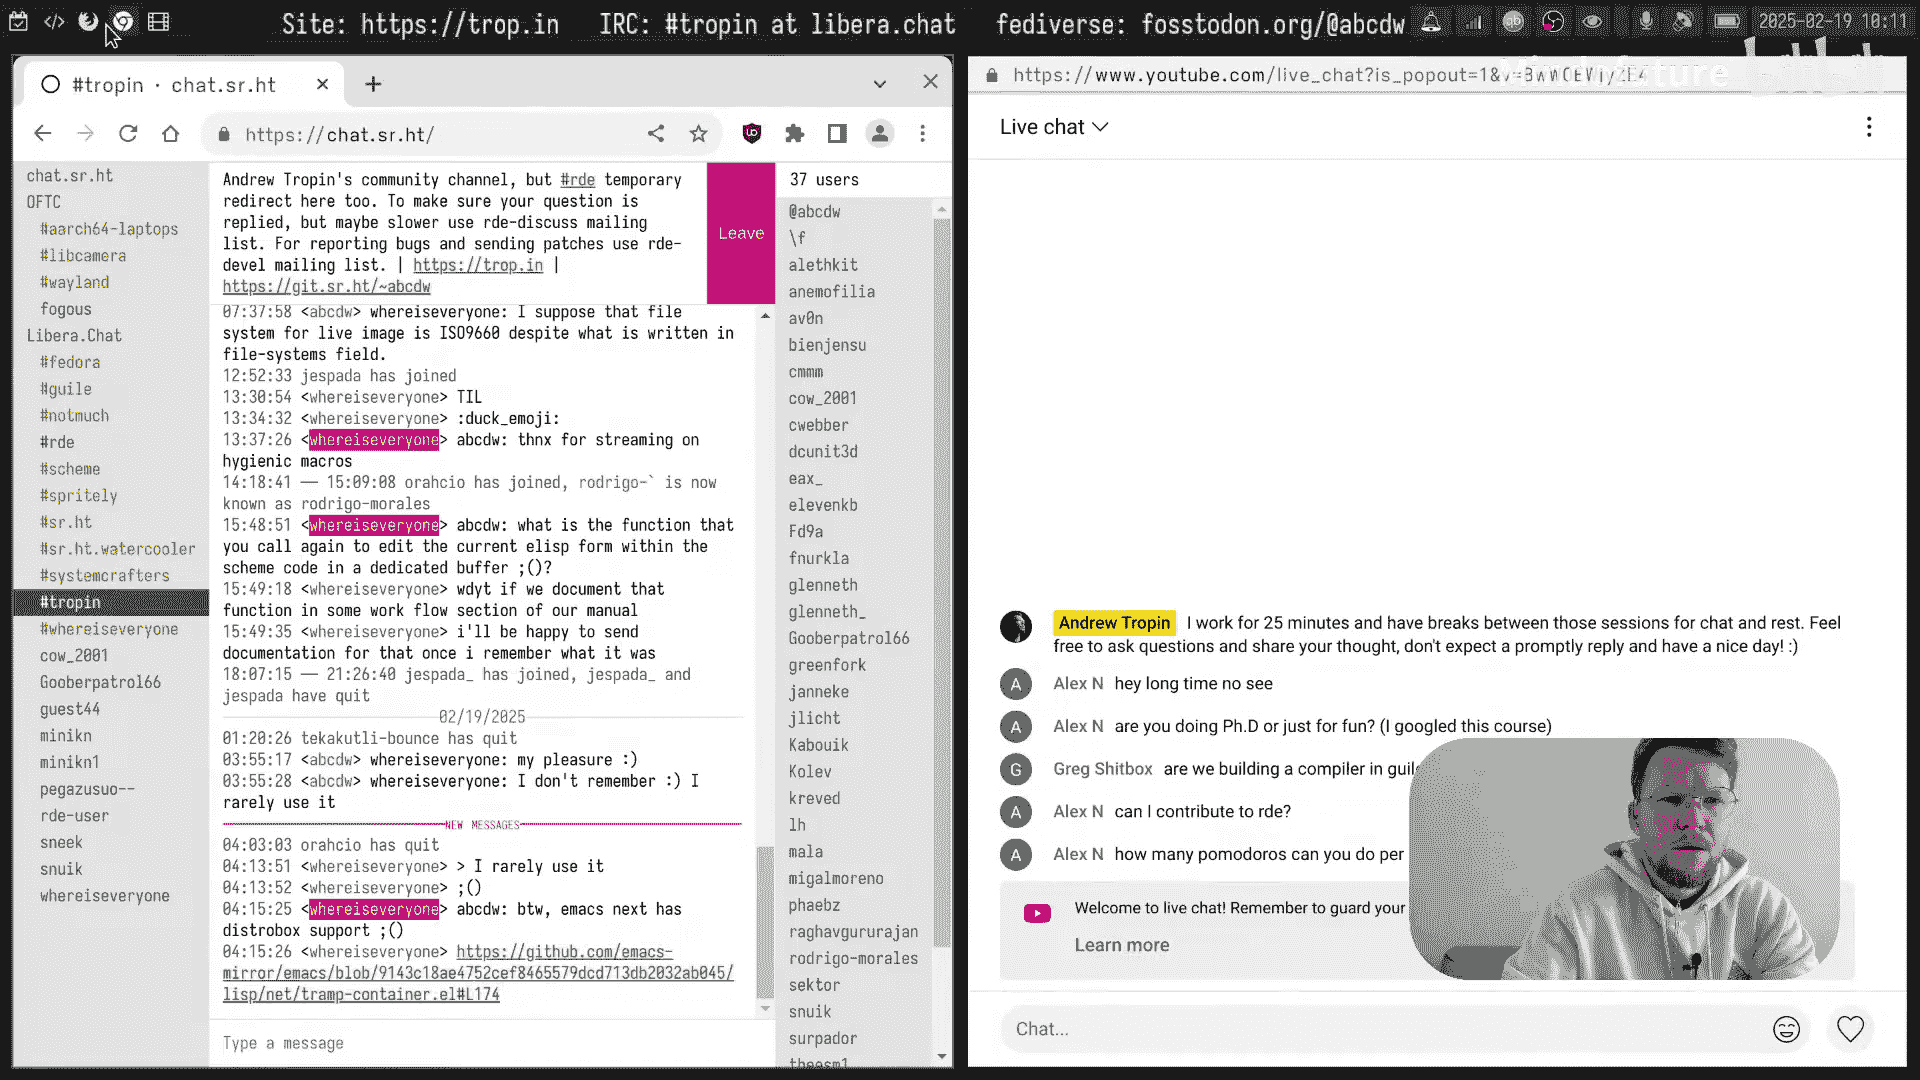 Site: https://trop.in IRC: #tropin at libera.chat fediverse: fosstodon.org/@abcdw 2025-02-19 10:11
#tropin · chat.sr.ht
https://chat.sr.ht/
chat.sr.ht
OFTC
#aarch64-laptops
#libcamera
#wayland
fogous
Libera.Chat
#fedora
#guile
#notmuch
#rde
#scheme
#spritely
#sr.ht
#sr.ht.watercooler
#systemcrafters
#tropin
#whereiseveryone
cow_2001
Gooberpatrol66
guest44
minikn
minikn1
pegazusuo--
rde-user
sneek
snuik
whereiseveryone
Andrew Tropin's community channel, but #rde temporary
redirect here too. To make sure your question is
replied, but maybe slower use rde-discuss mailing
list. For reporting bugs and sending patches use rde-
devel mailing list. | https://trop.in |
https://git.sr.ht/~abcdw
Leave
07:37:58 <abcdw> whereiseveryone: I suppose that file
system for live image is ISO9660 despite what is written in
file-systems field.
12:52:33 jespada has joined
13:30:54 <whereiseveryone> TIL
13:34:32 <whereiseveryone> :duck_emoji:
13:37:26 <whereiseveryone> abcdw: thnx for streaming on
hygienic macros
14:18:41 — 15:09:08 orahcio has joined, rodrigo-` is now
known as rodrigo-morales
15:48:51 <whereiseveryone> abcdw: what is the function that
you call again to edit the current elisp form within the
scheme code in a dedicated buffer ;()?
15:49:18 <whereiseveryone> wdyt if we document that
function in some work flow section of our manual
15:49:35 <whereiseveryone> i'll be happy to send
documentation for that once i remember what it was
18:07:15 — 21:26:40 jespada_ has joined, jespada_ and
jespada have quit
02/19/2025
01:20:26 tekakutli-bounce has quit
03:55:17 <abcdw> whereiseveryone: my pleasure :)
03:55:28 <abcdw> whereiseveryone: I don't remember :) I
rarely use it
NEW MESSAGES
04:03:03 orahcio has quit
04:13:51 <whereiseveryone> > I rarely use it
04:13:52 <whereiseveryone> ;()
04:15:25 <whereiseveryone> abcdw: btw, emacs next has
distrobox support ;()
04:15:26 <whereiseveryone> https://github.com/emacs-
mirror/emacs/blob/9143c18ae4752cef8465579dcd713db2032ab045/
lisp/net/tramp-container.el#L174
Type a message
37 users
@abcdw
\f
alethkit
anemofilia
av0n
bienjensu
cmmm
cow_2001
cwebber
dcunit3d
eax_
elevenkb
Fd9a
fnurkla
glenneth
glenneth_
Gooberpatrol66
greenfork
janneke
jlicht
Kabouik
Kolev
kreved
lh
mala
migalmoreno
phaebz
raghavgururajan
rodrigo-morales
sektor
snuik
surpador
theesm1
https://www.youtube.com/live_chat?is_popout=1&
Live chat
Andrew Tropin I work for 25 minutes and have breaks between those sessions for chat and rest. Feel
free to ask questions and share your thought, don't expect a promptly reply and have a nice day! :)
A Alex N hey long time no see
A Alex N are you doing Ph.D or just for fun? (I googled this course)
G Greg Shitbox are we building a compiler in
A Alex N can I contribute to rde?
A Alex N how many pomodoros can you do per
Welcome to live chat! Remember to guard your
Learn more
Chat...